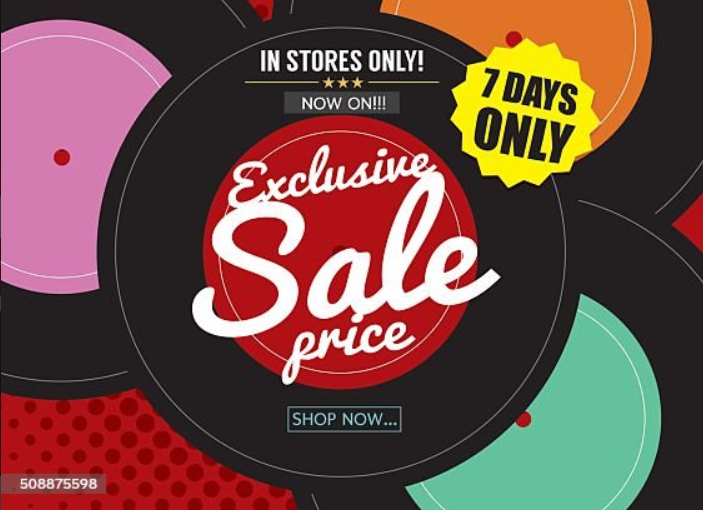 IN STORES ONLY!
NOW ON!!!
7 DAYS
ONLY
Exclusive
Sale
price
SHOP NOW...
508875598